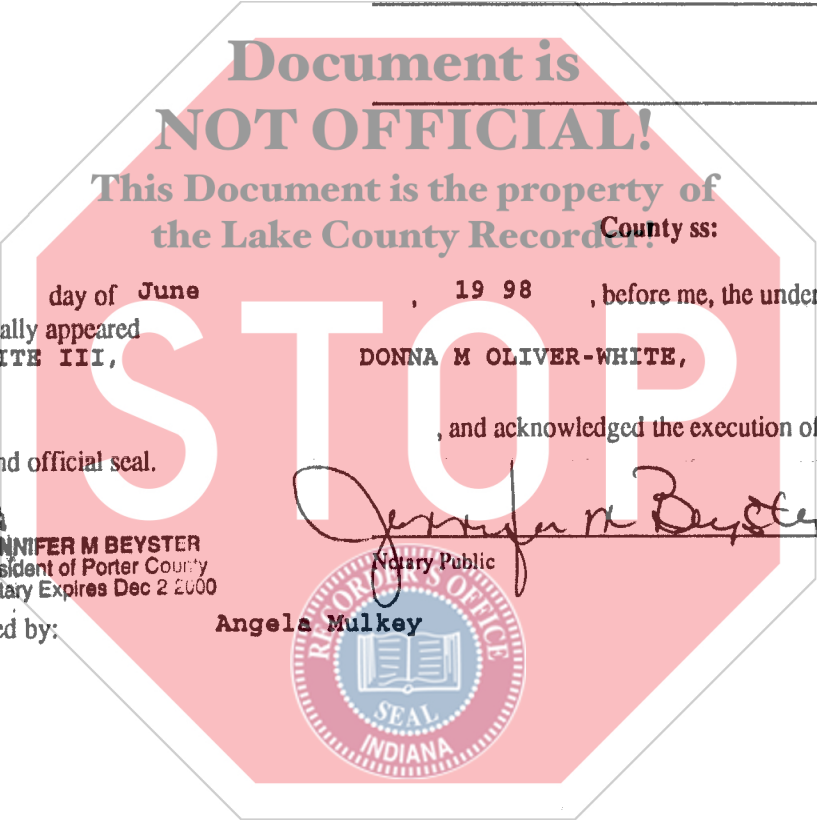 Document is
NOT OFFICIAL!
This Document is the property of
the Lake County Recorder!
County ss:
day of June , 19 98 , before me, the under
ally appeared
ITE III, DONNA M OLIVER-WHITE,
STOP
, and acknowledged the execution of
nd official seal.
Jennifer M Beyste
NNIFER M BEYSTER
sident of Porter County
Notary Public
tary Expires Dec 2 2000
ed by: Angela Mulkey
RECORDER'S OFFICE
SEAL
INDIANA